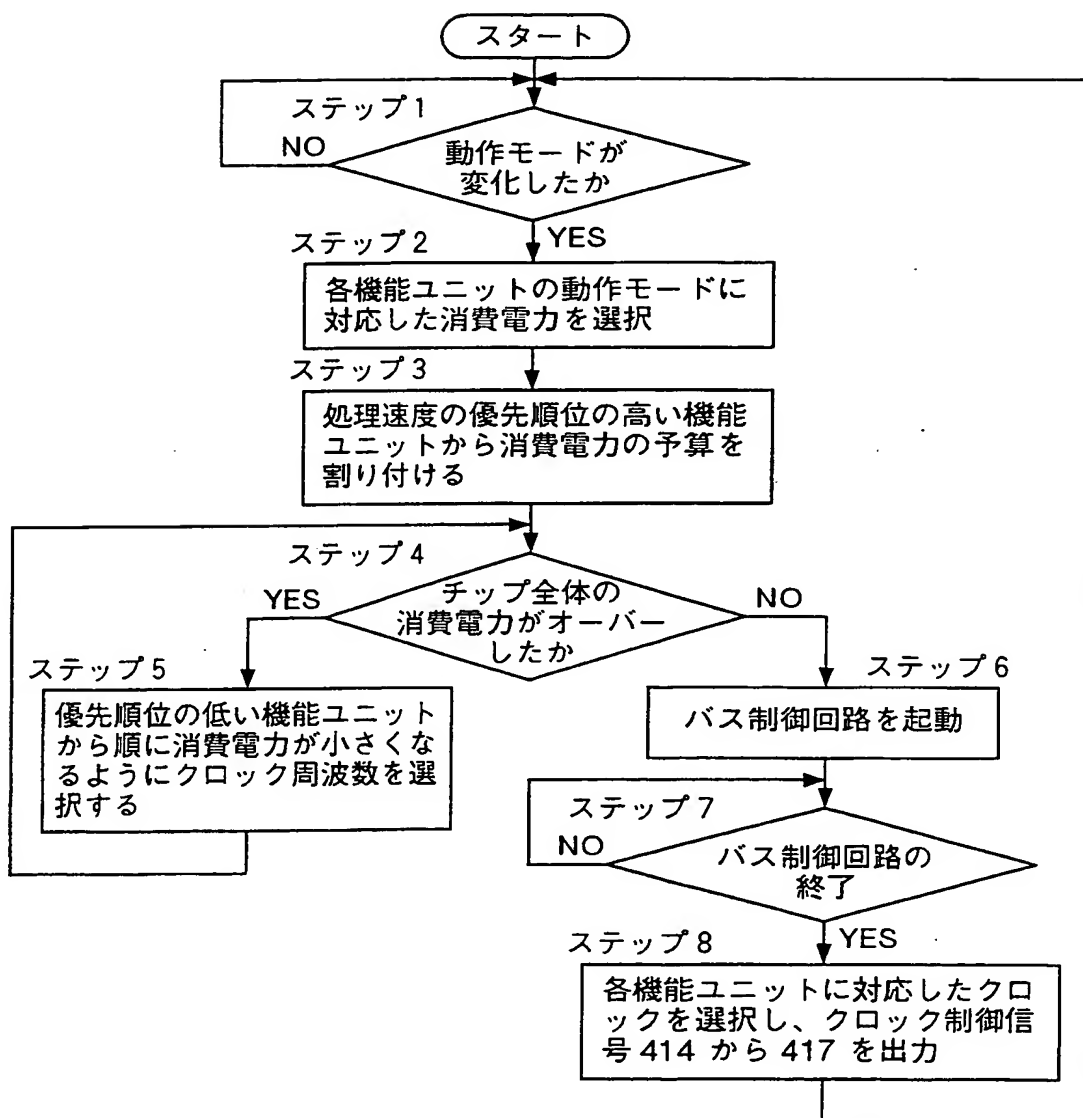 スタート
ステップ1
NO
動作モードが
変化したか
YES
ステップ2
各機能ユニットの動作モードに
対応した消費電力を選択
ステップ3
処理速度の優先順位の高い機能
ユニットから消費電力の予算を
割り付ける
ステップ4
YES
チップ全体の
消費電力がオーバー
したか
NO
ステップ5
優先順位の低い機能ユニット
から順に消費電力が小さくな
るようにクロック周波数を選
択する
ステップ6
バス制御回路を起動
ステップ7
NO
バス制御回路の
終了
YES
ステップ8
各機能ユニットに対応したクロ
ックを選択し、クロック制御信
号414 から 417 を出力